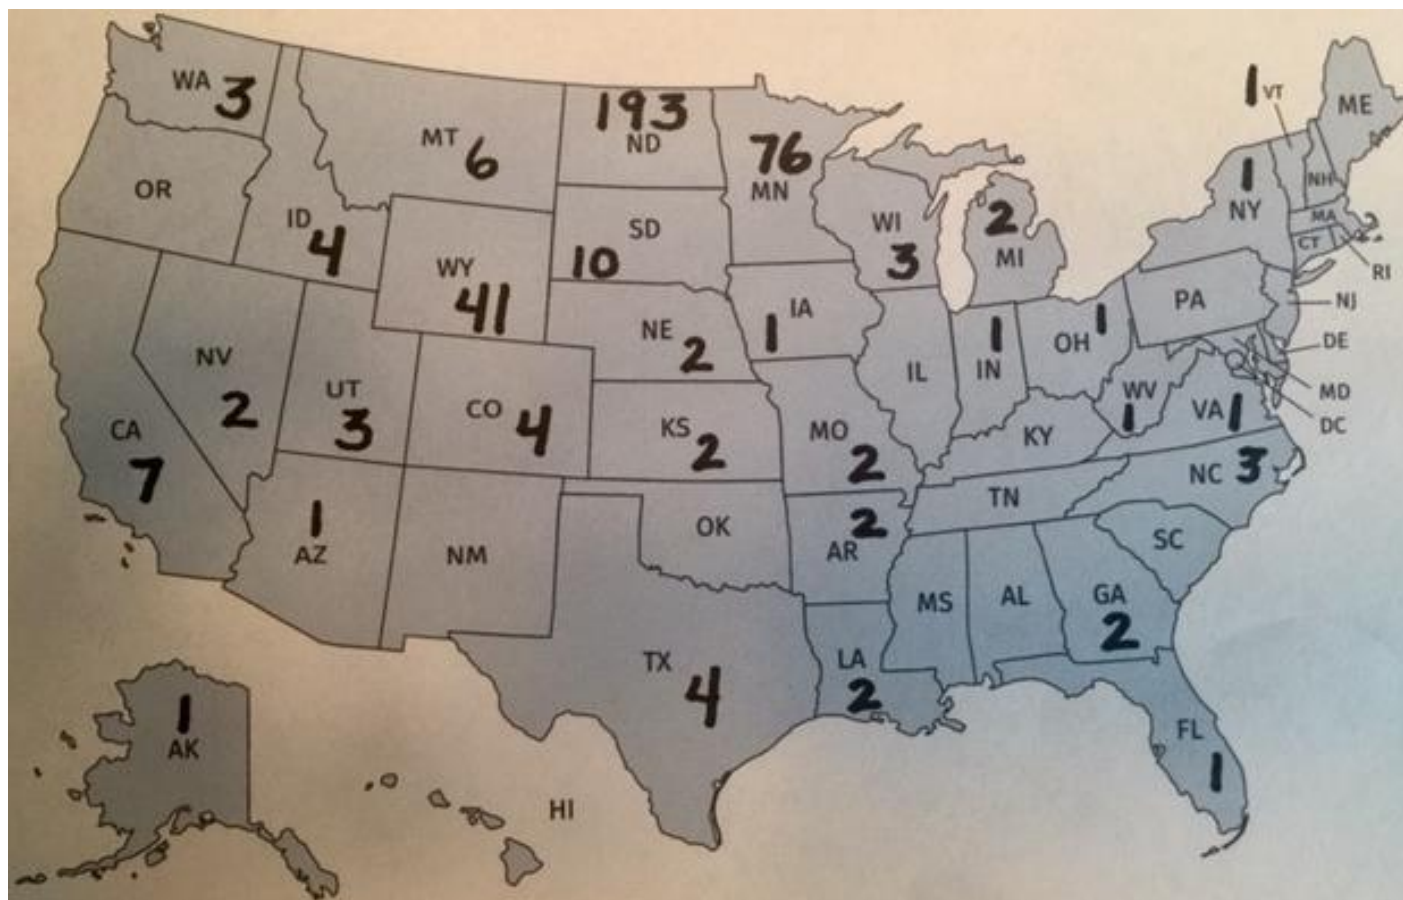 WA 3
MT 6
193
ND
76
MN
1 VT
ME
OR
ID
4
WY
41
SD
10
WI
3
2
MI
1
NY
NH
MA
CT
RI
NV
2
UT
3
CO 4
NE
2
IA
1
IL
1
IN
OH 1
PA
NJ
DE
MD
DC
CA
7
KS
2
MO
2
KY
WV
1
VA 1
1
AZ
NM
OK
2
AR
TN
NC 3
SC
MS
AL
GA
2
TX
4
LA
2
FL
1
1
AK
HI